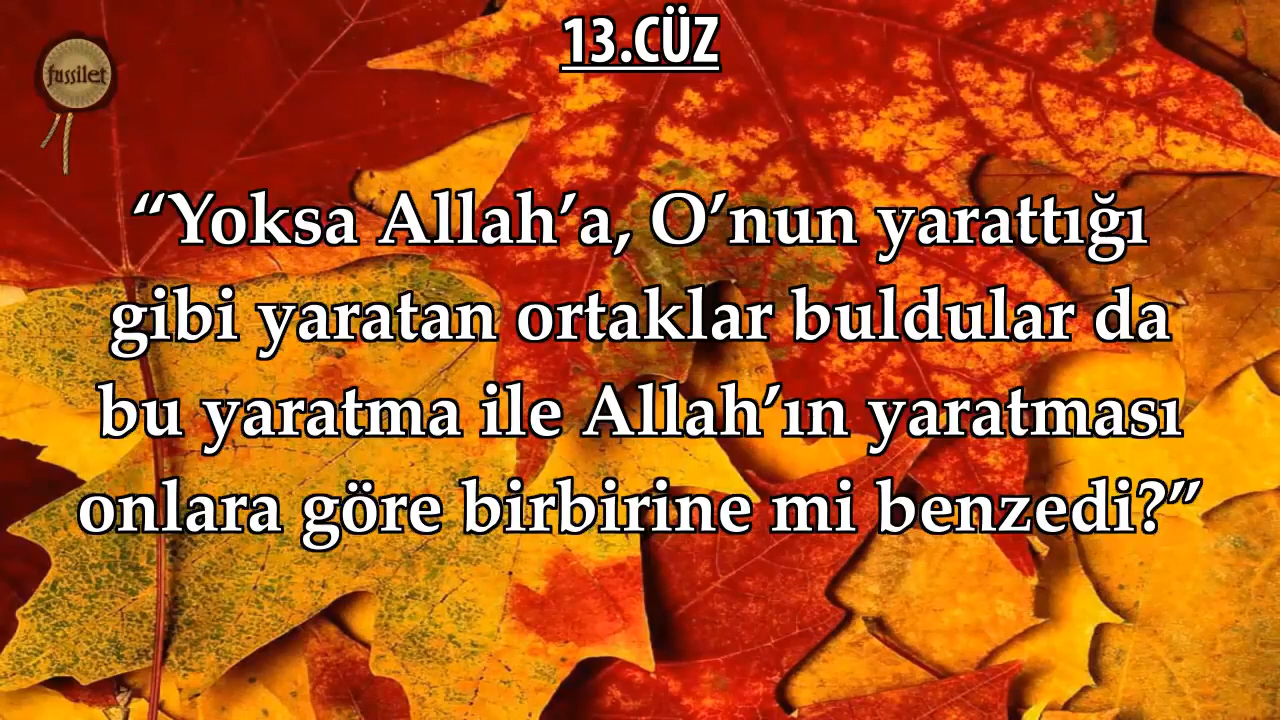 13.CÜZ
fussilet
“Yoksa Allah’a, O’nun yarattığı
gibi yaratan ortaklar buldular da
bu yaratma ile Allah’ın yaratması
onlara göre birbirine mi benzedi?”